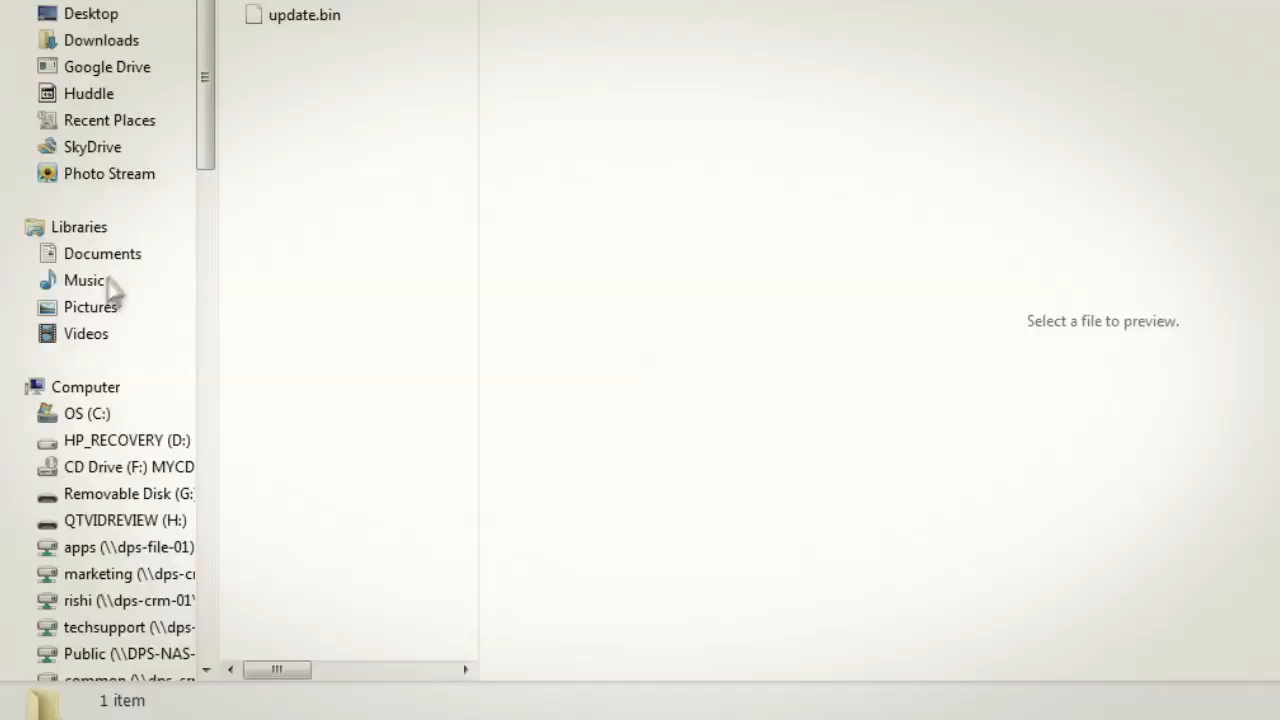 Desktop
Downloads
Google Drive
Huddle
Recent Places
SkyDrive
Photo Stream
Libraries
Documents
Music
Pictures
Videos
Computer
OS (C:)
HP_RECOVERY (D:)
CD Drive (F:) MYCD
Removable Disk (G:
QTVIDREVIEW (H:)
apps (\\dps-file-01)
marketing (\\dps-cr
rishi (\\dps-crm-01
techsupport (\\dps-
Public (\\DPS-NAS-
common (\\dps-cr
update.bin
Select a file to preview.
1 item